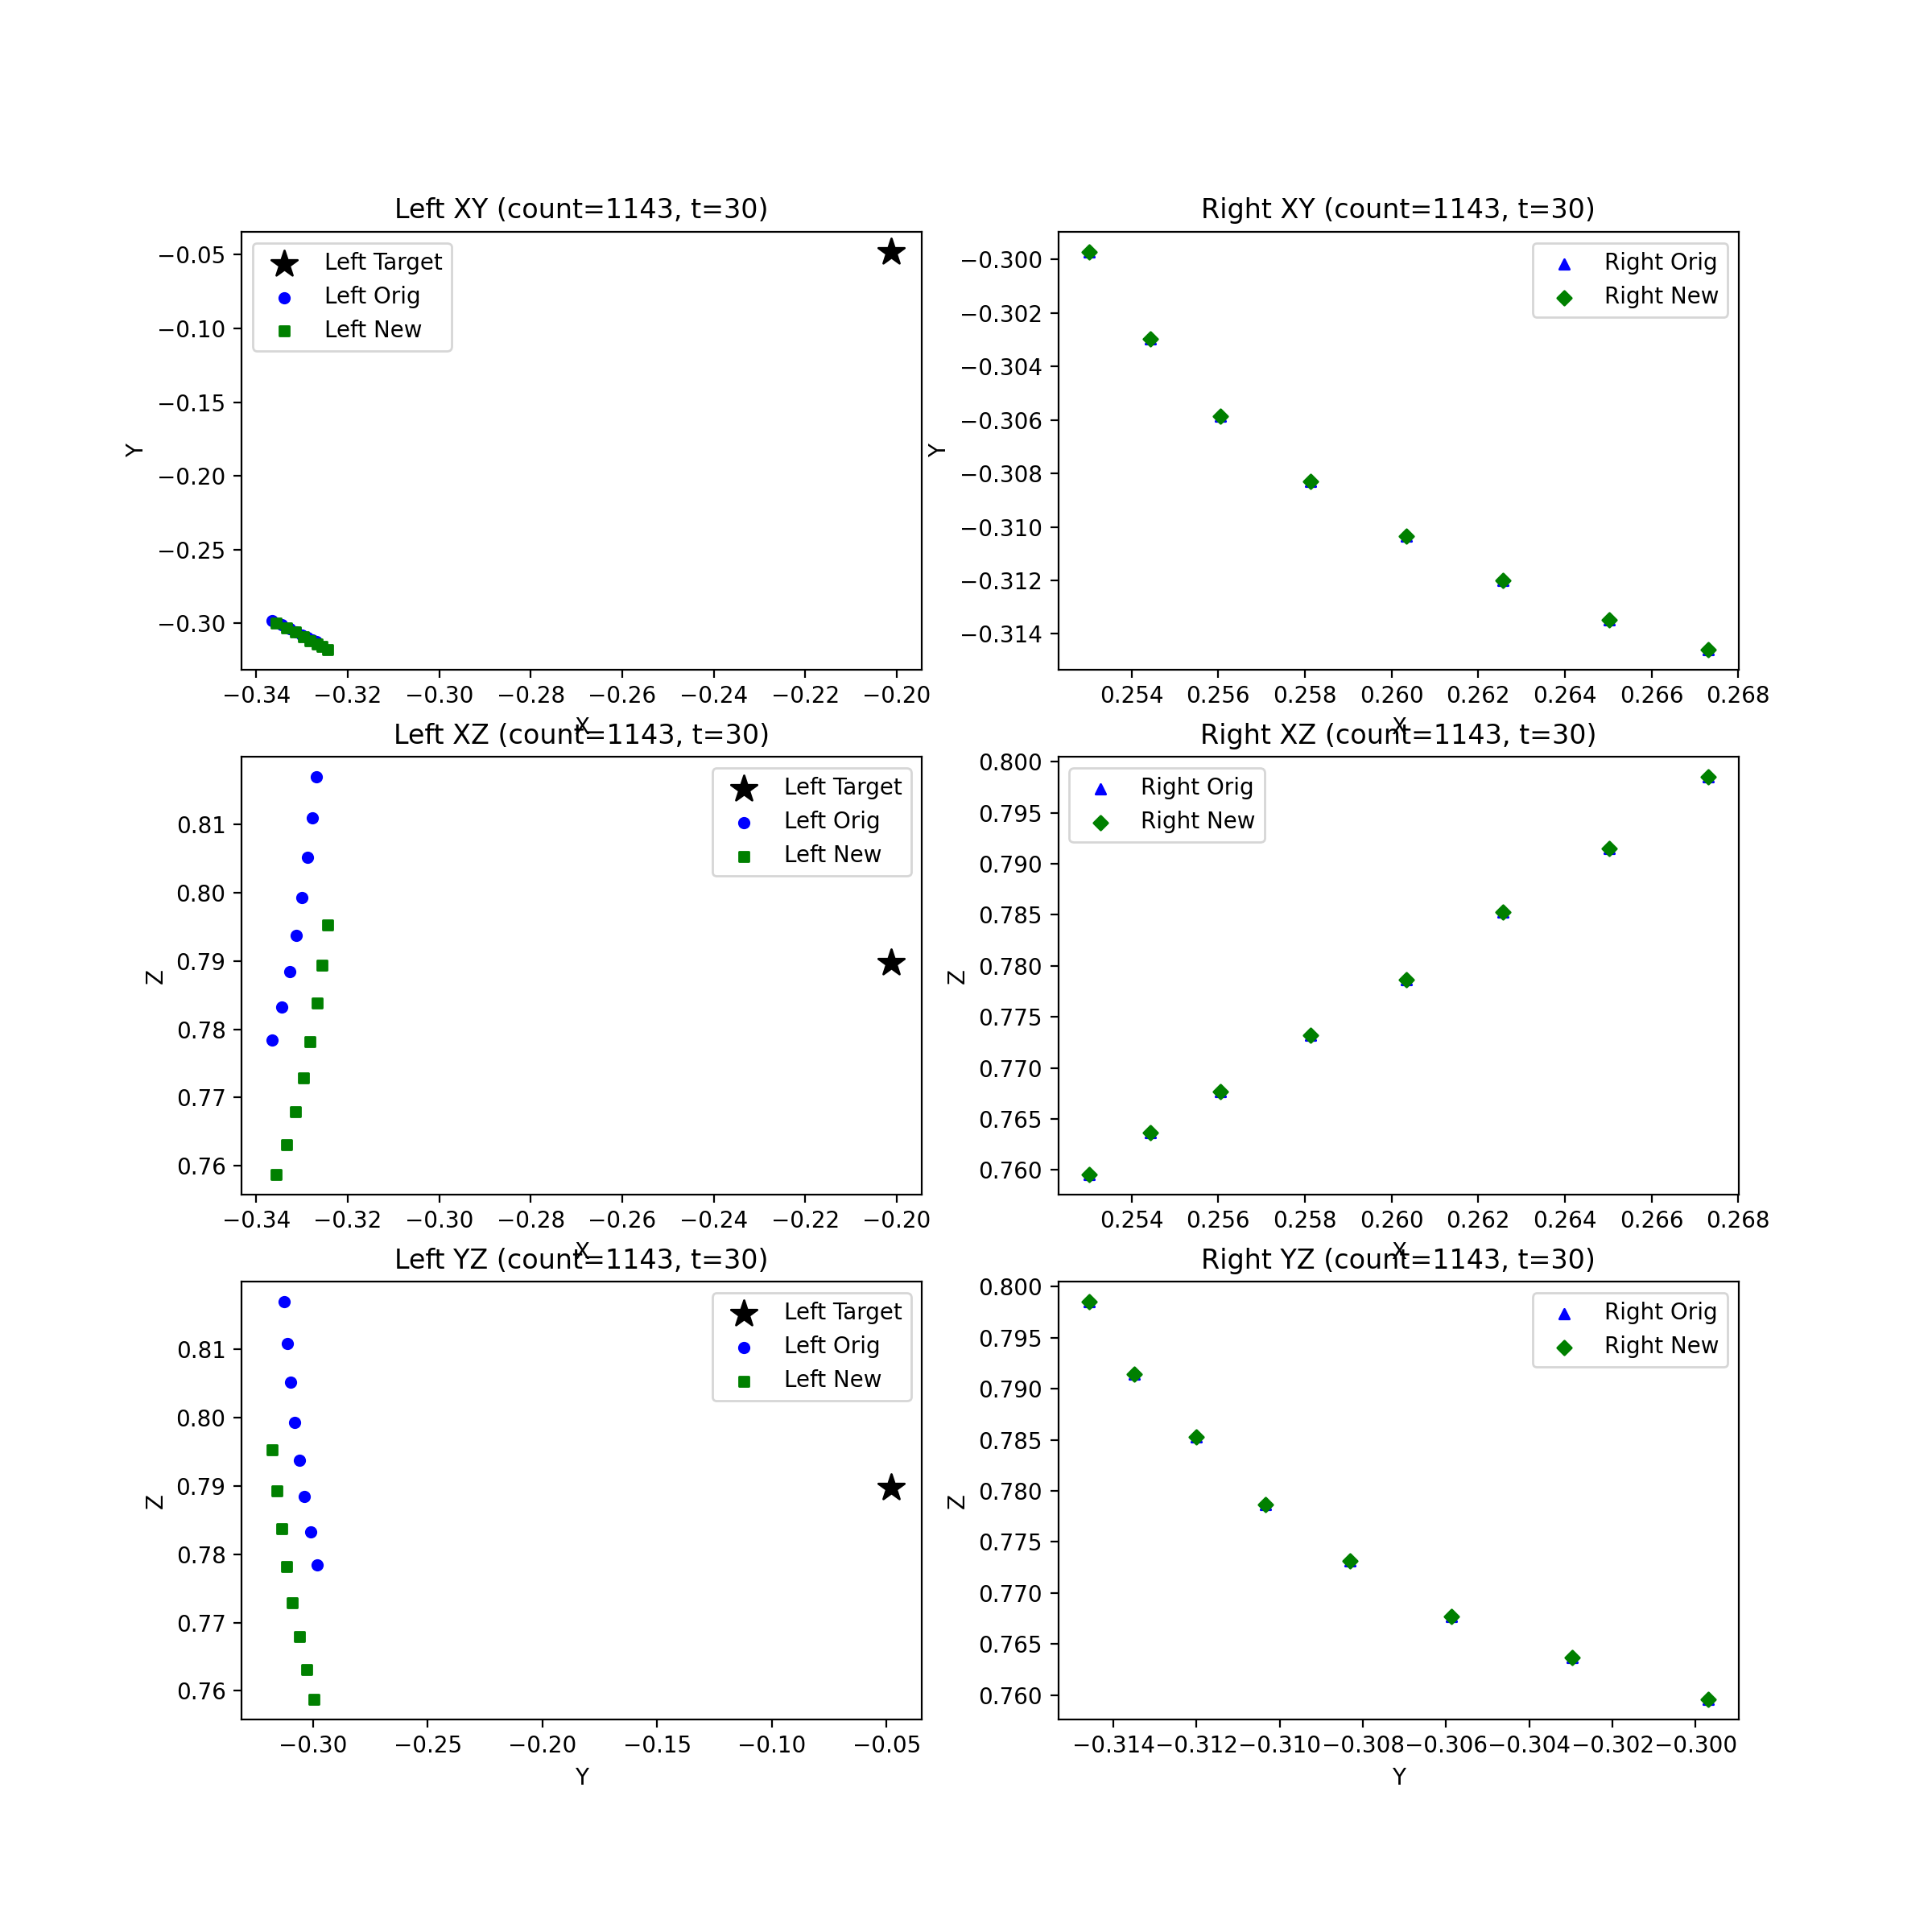 Left XY (count=1143, t=30)
Left Target
Left Orig
Left New
Y
−0.05
−0.10
−0.15
−0.20
−0.25
−0.30
−0.34 −0.32 −0.30 −0.28 −0.26 −0.24 −0.22 −0.20
X
Right XY (count=1143, t=30)
Right Orig
Right New
Y
−0.300
−0.302
−0.304
−0.306
−0.308
−0.310
−0.312
−0.314
0.254 0.256 0.258 0.260 0.262 0.264 0.266 0.268
X
Left XZ (count=1143, t=30)
Left Target
Left Orig
Left New
Z
0.81
0.80
0.79
0.78
0.77
0.76
−0.34 −0.32 −0.30 −0.28 −0.26 −0.24 −0.22 −0.20
X
Right XZ (count=1143, t=30)
Right Orig
Right New
Z
0.800
0.795
0.790
0.785
0.780
0.775
0.770
0.765
0.760
0.254 0.256 0.258 0.260 0.262 0.264 0.266 0.268
X
Left YZ (count=1143, t=30)
Left Target
Left Orig
Left New
Z
0.81
0.80
0.79
0.78
0.77
0.76
−0.30 −0.25 −0.20 −0.15 −0.10 −0.05
Y
Right YZ (count=1143, t=30)
Right Orig
Right New
Z
0.800
0.795
0.790
0.785
0.780
0.775
0.770
0.765
0.760
−0.314 −0.312 −0.310 −0.308 −0.306 −0.304 −0.302 −0.300
Y